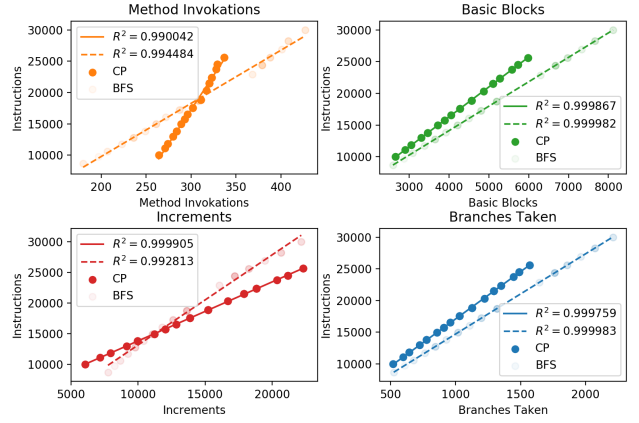 Method Invokations
Instructions
30000
25000
20000
15000
10000
R² = 0.990042
R² = 0.994484
CP
BFS
200 250 300 350 400
Method Invokations
Basic Blocks
Instructions
30000
25000
20000
15000
10000
R² = 0.999867
R² = 0.999982
CP
BFS
3000 4000 5000 6000 7000 8000
Basic Blocks
Increments
Instructions
30000
25000
20000
15000
10000
R² = 0.999905
R² = 0.992813
CP
BFS
5000 10000 15000 20000
Increments
Branches Taken
Instructions
30000
25000
20000
15000
10000
R² = 0.999759
R² = 0.999983
CP
BFS
500 1000 1500 2000
Branches Taken